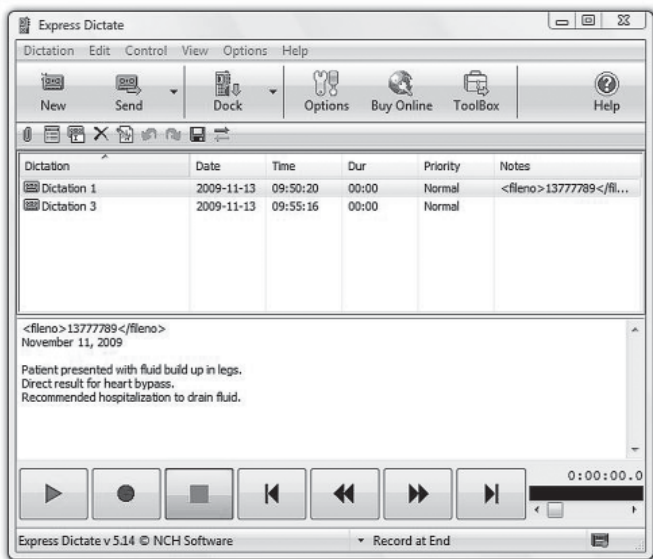 Express Dictate
Dictation Edit Control View Options Help
New Send Dock Options Buy Online ToolBox Help
Dictation Date Time Dur Priority Notes
Dictation 1 2009-11-13 09:50:20 00:00 Normal <fileno>13777789</fil...
Dictation 3 2009-11-13 09:55:16 00:00 Normal
<fileno>13777789</fileno>
November 11, 2009
Patient presented with fluid build up in legs.
Direct result for heart bypass.
Recommended hospitalization to drain fluid.
0:00:00.0
Express Dictate v 5.14 © NCH Software Record at End